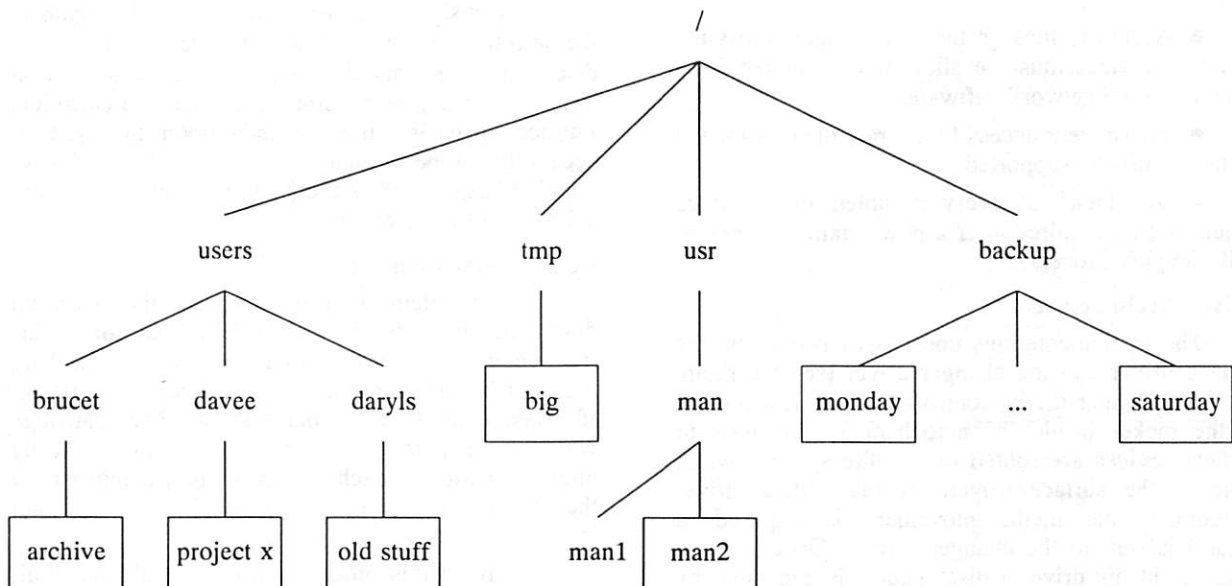 /
users tmp usr backup
brucet davee daryls big man monday ... saturday
archive project x old stuff man1 man2